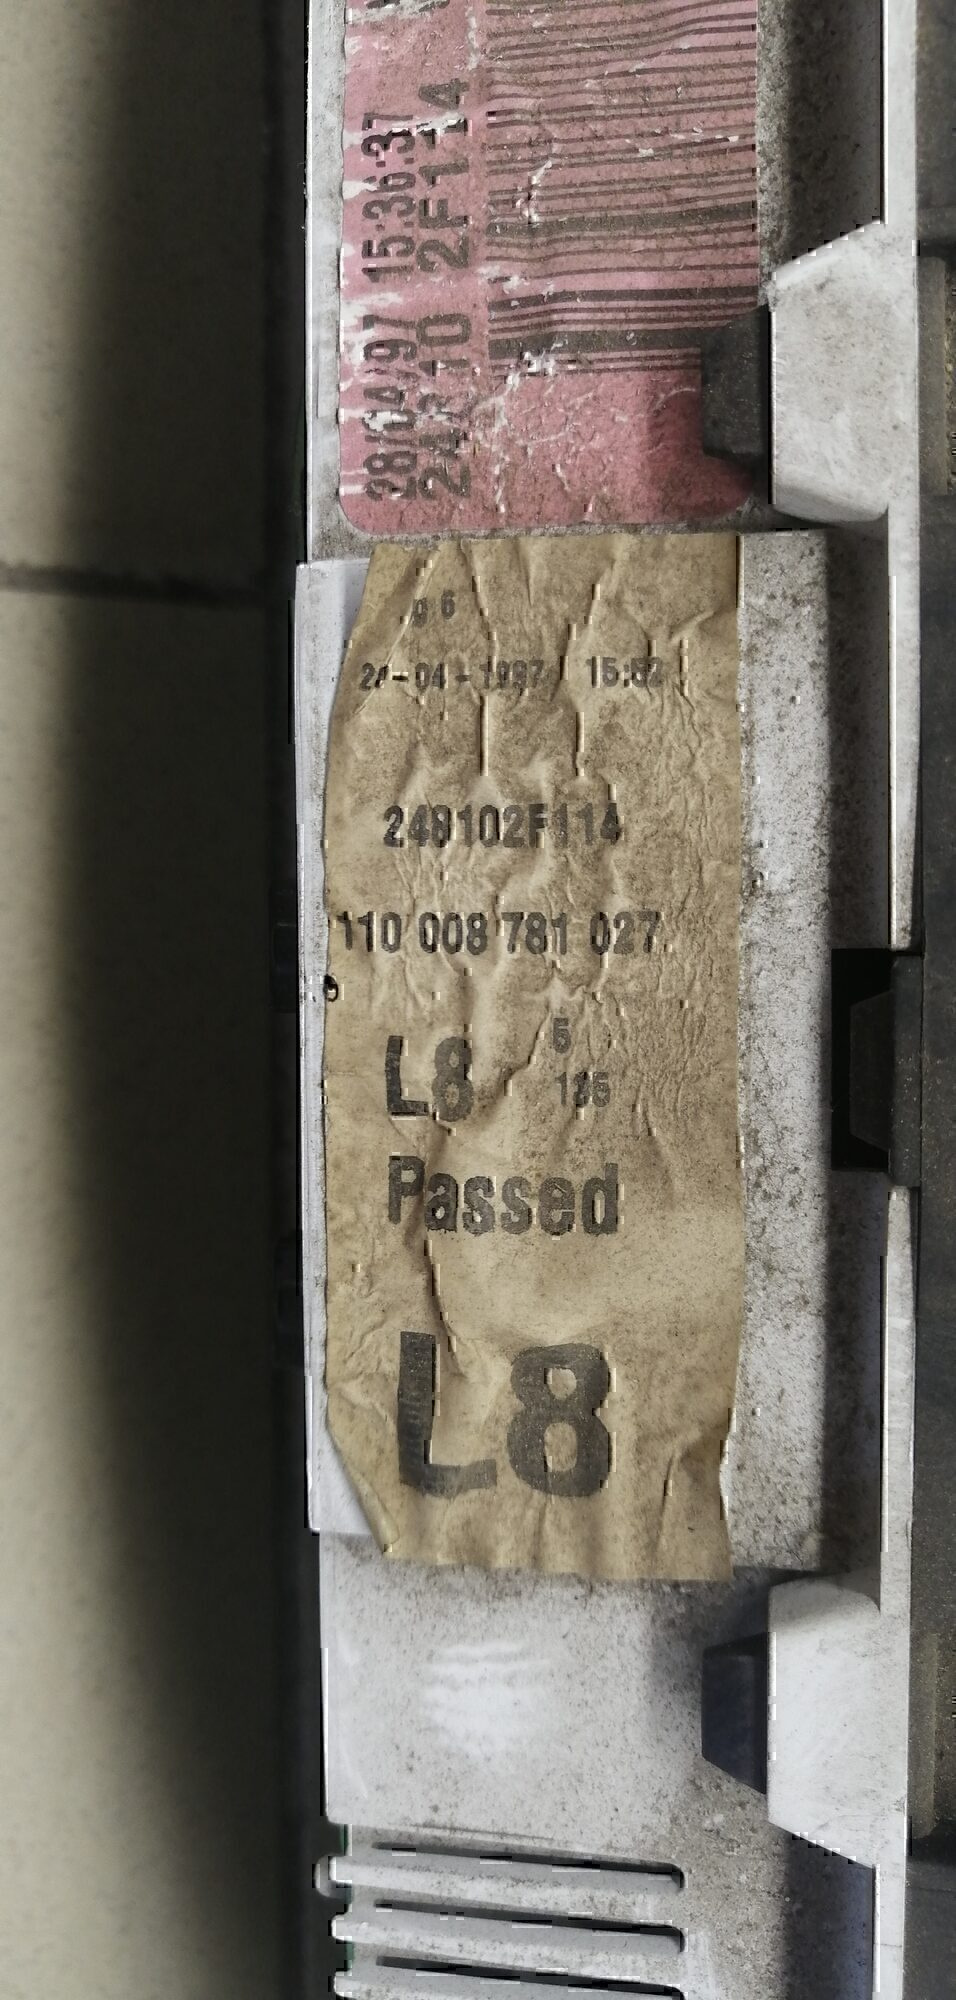 28/04/97 15:36:37
24810 2F114
g 6
28-04-1997 15:52
248102F114
110 008 781 027
L8
5
Passed
L8